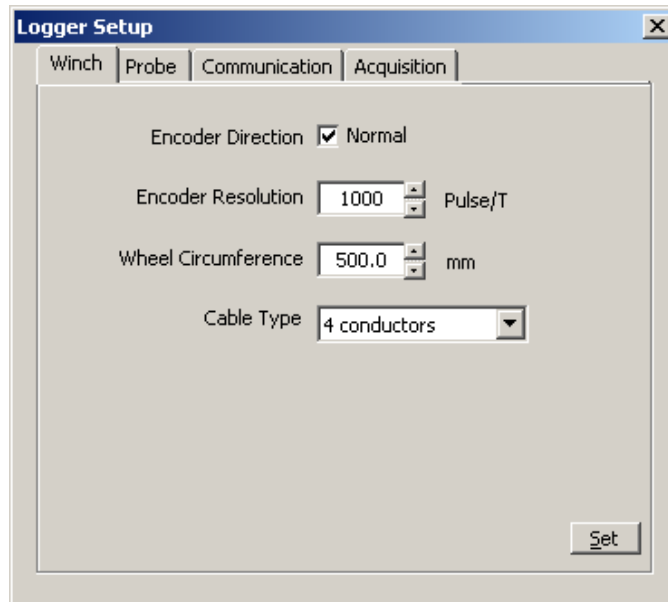 Logger Setup
Winch Probe Communication Acquisition
Encoder Direction Normal
Encoder Resolution 1000 Pulse/T
Wheel Circumference 500.0 mm
Cable Type 4 conductors
Set